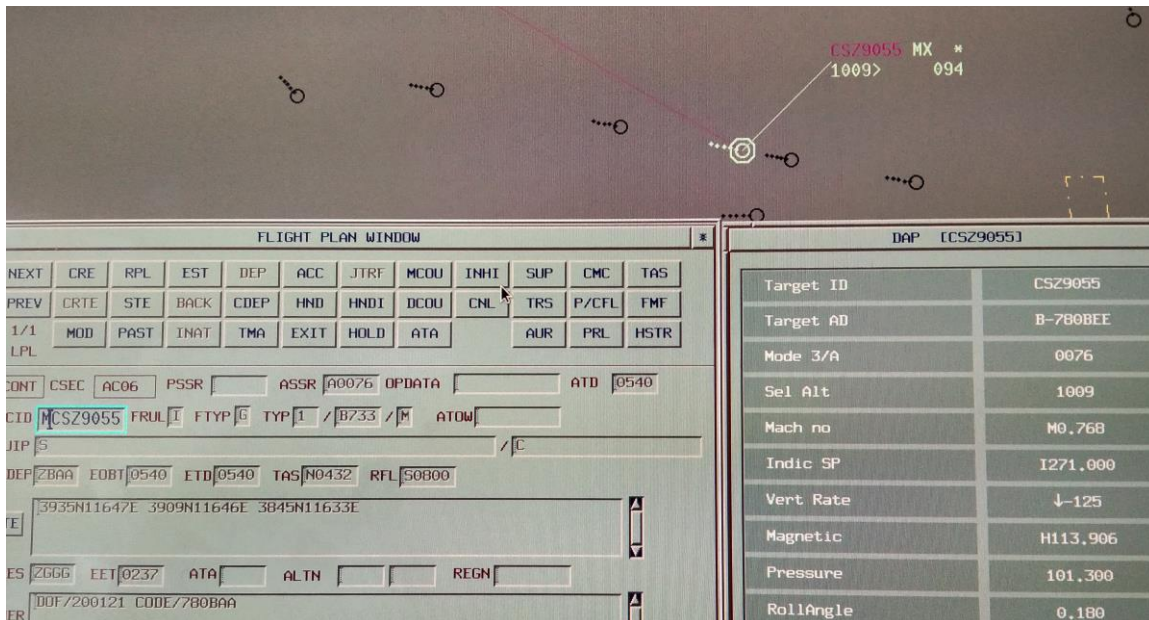 CSZ9055 MX *
1009> 094
FLIGHT PLAN WINDOW *
NEXT CRE RPL EST DEP ACC JTRF MCOU INHI SUP CMC TAS
PREV CRTE STE BACK CDEP HND HNDI DCOU CNL TRS P/CFL FMF
1/1 MOD PAST INAT TMA EXIT HOLD ATA AUR PRL HSTR
LPL
CONT CSEC AC06 PSSR ASSR A0076 OPDATA ATD 0540
CID MCSZ9055 FRUL I FTYP G TYP 1 / B733 / M ATOW
UIP S / C
DEP ZBAA EOBT 0540 ETD 0540 TAS N0432 RFL S0800
TE 3935N11647E 3909N11646E 3845N11633E
ES ZGGG EET 0237 ATA ALTN REGN
ER DOF/200121 CODE/780BAA
DAP [CSZ9055]
Target ID CSZ9055
Target AD B-780BEE
Mode 3/A 0076
Sel Alt 1009
Mach no M0.768
Indic SP I271.000
Vert Rate ↓-125
Magnetic H113.906
Pressure 101.300
RollAngle 0.180